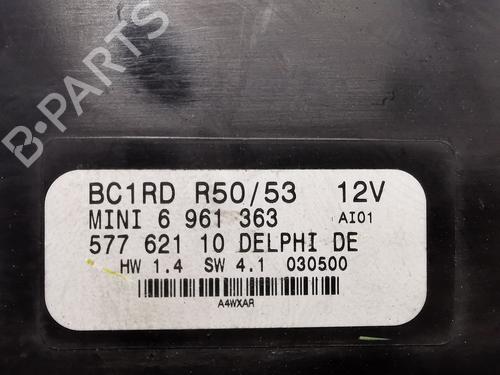 B-PARTS
BC1RD R50/53 12V
MINI 6 961 363 AI01
577 621 10 DELPHI DE
HW 1.4 SW 4.1 030500
A4WXAR